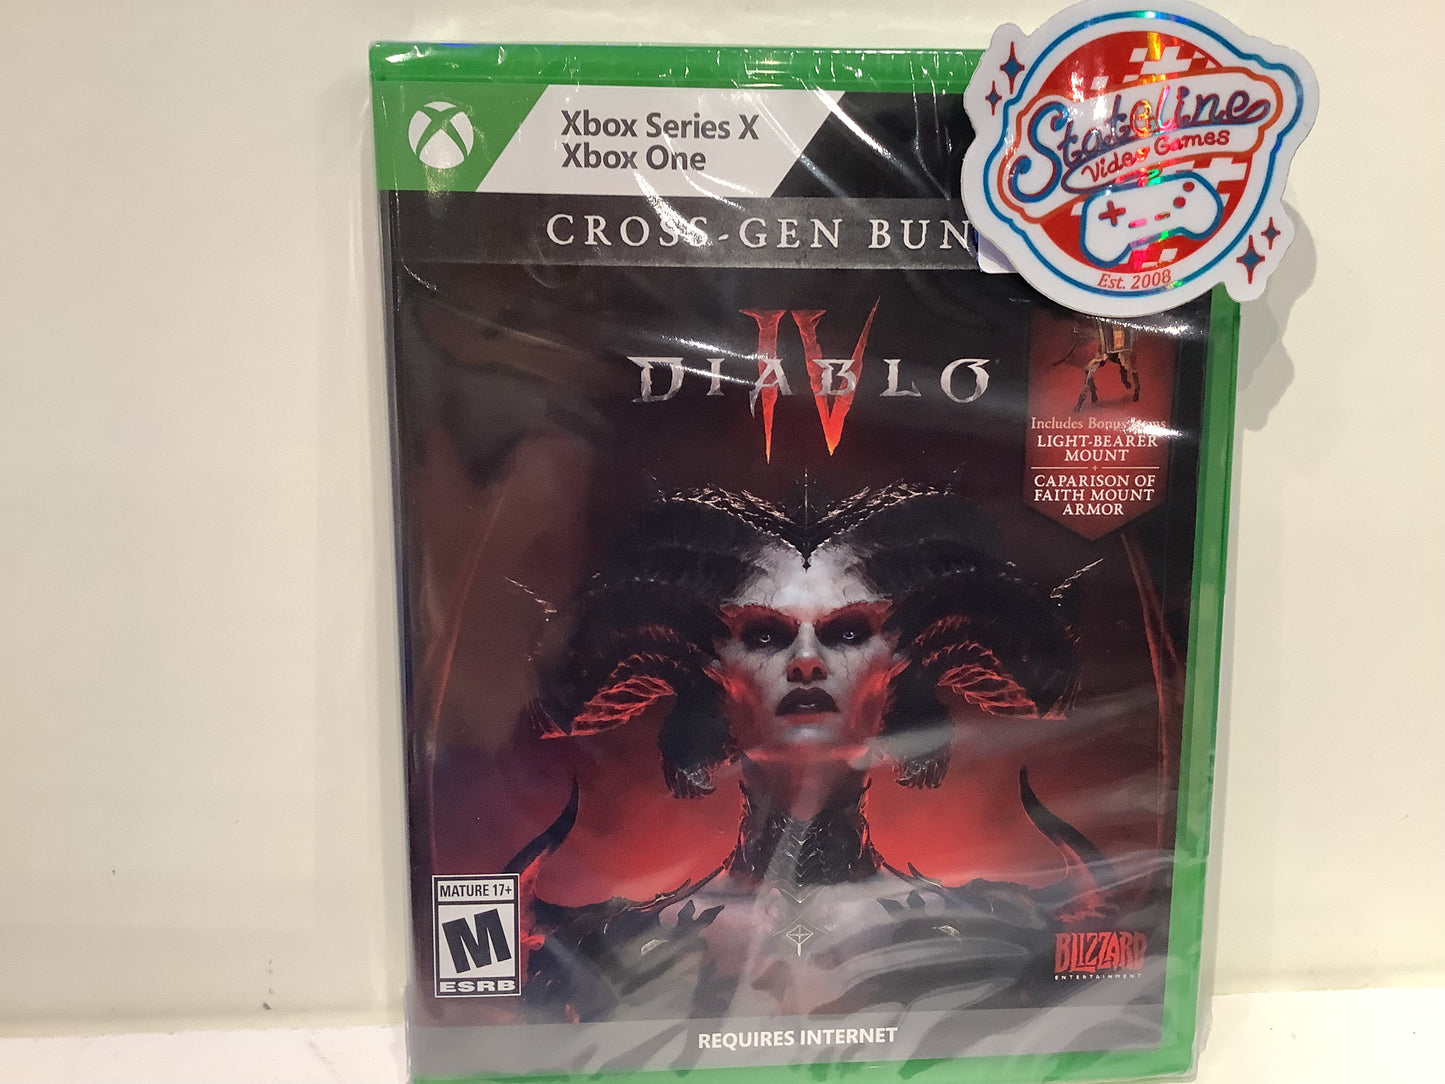 Xbox Series X
Xbox One
Stateline
Video Games
Est. 2008
CROSS-GEN BUN
IV
DIABLO
Includes Bonus
LIGHT-BEARER
MOUNT
CAPARISON OF
FAITH MOUNT
ARMOR
MATURE 17+
M
ESRB
BLIZZARD
ENTERTAINMENT
REQUIRES INTERNET